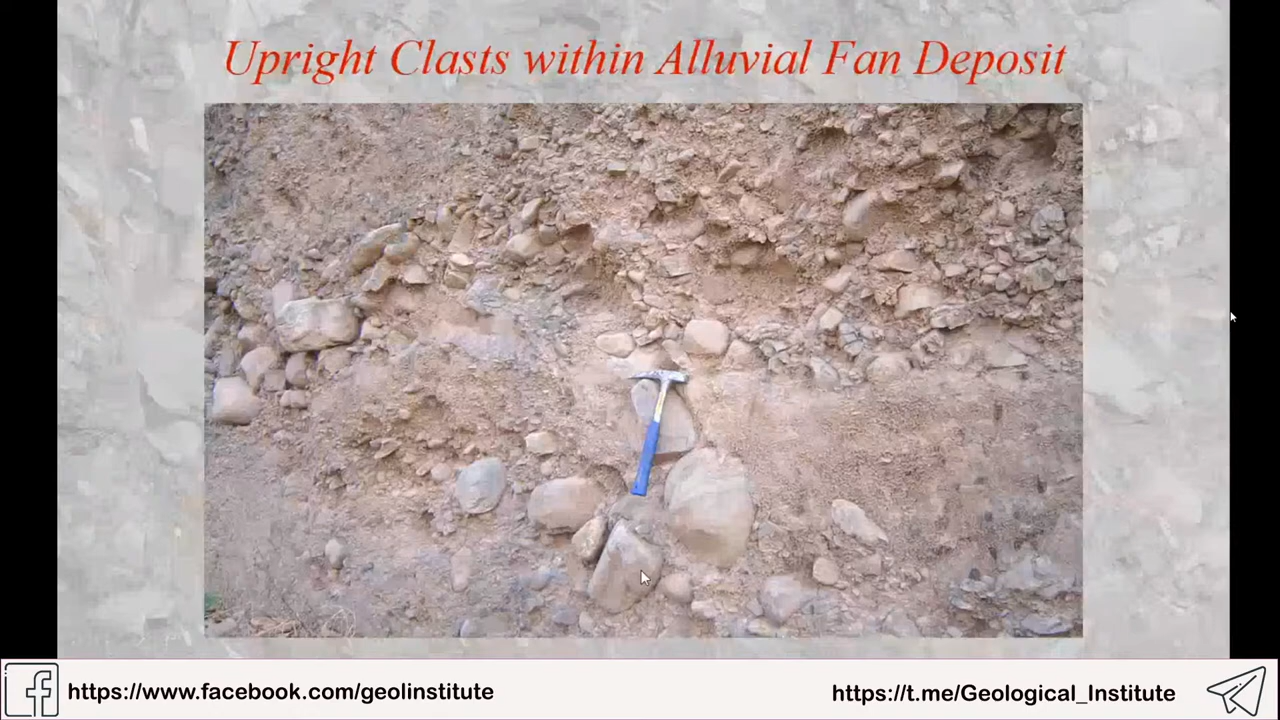 Upright Clasts within Alluvial Fan Deposit
https://www.facebook.com/geolinstitute
https://t.me/Geological_Institute